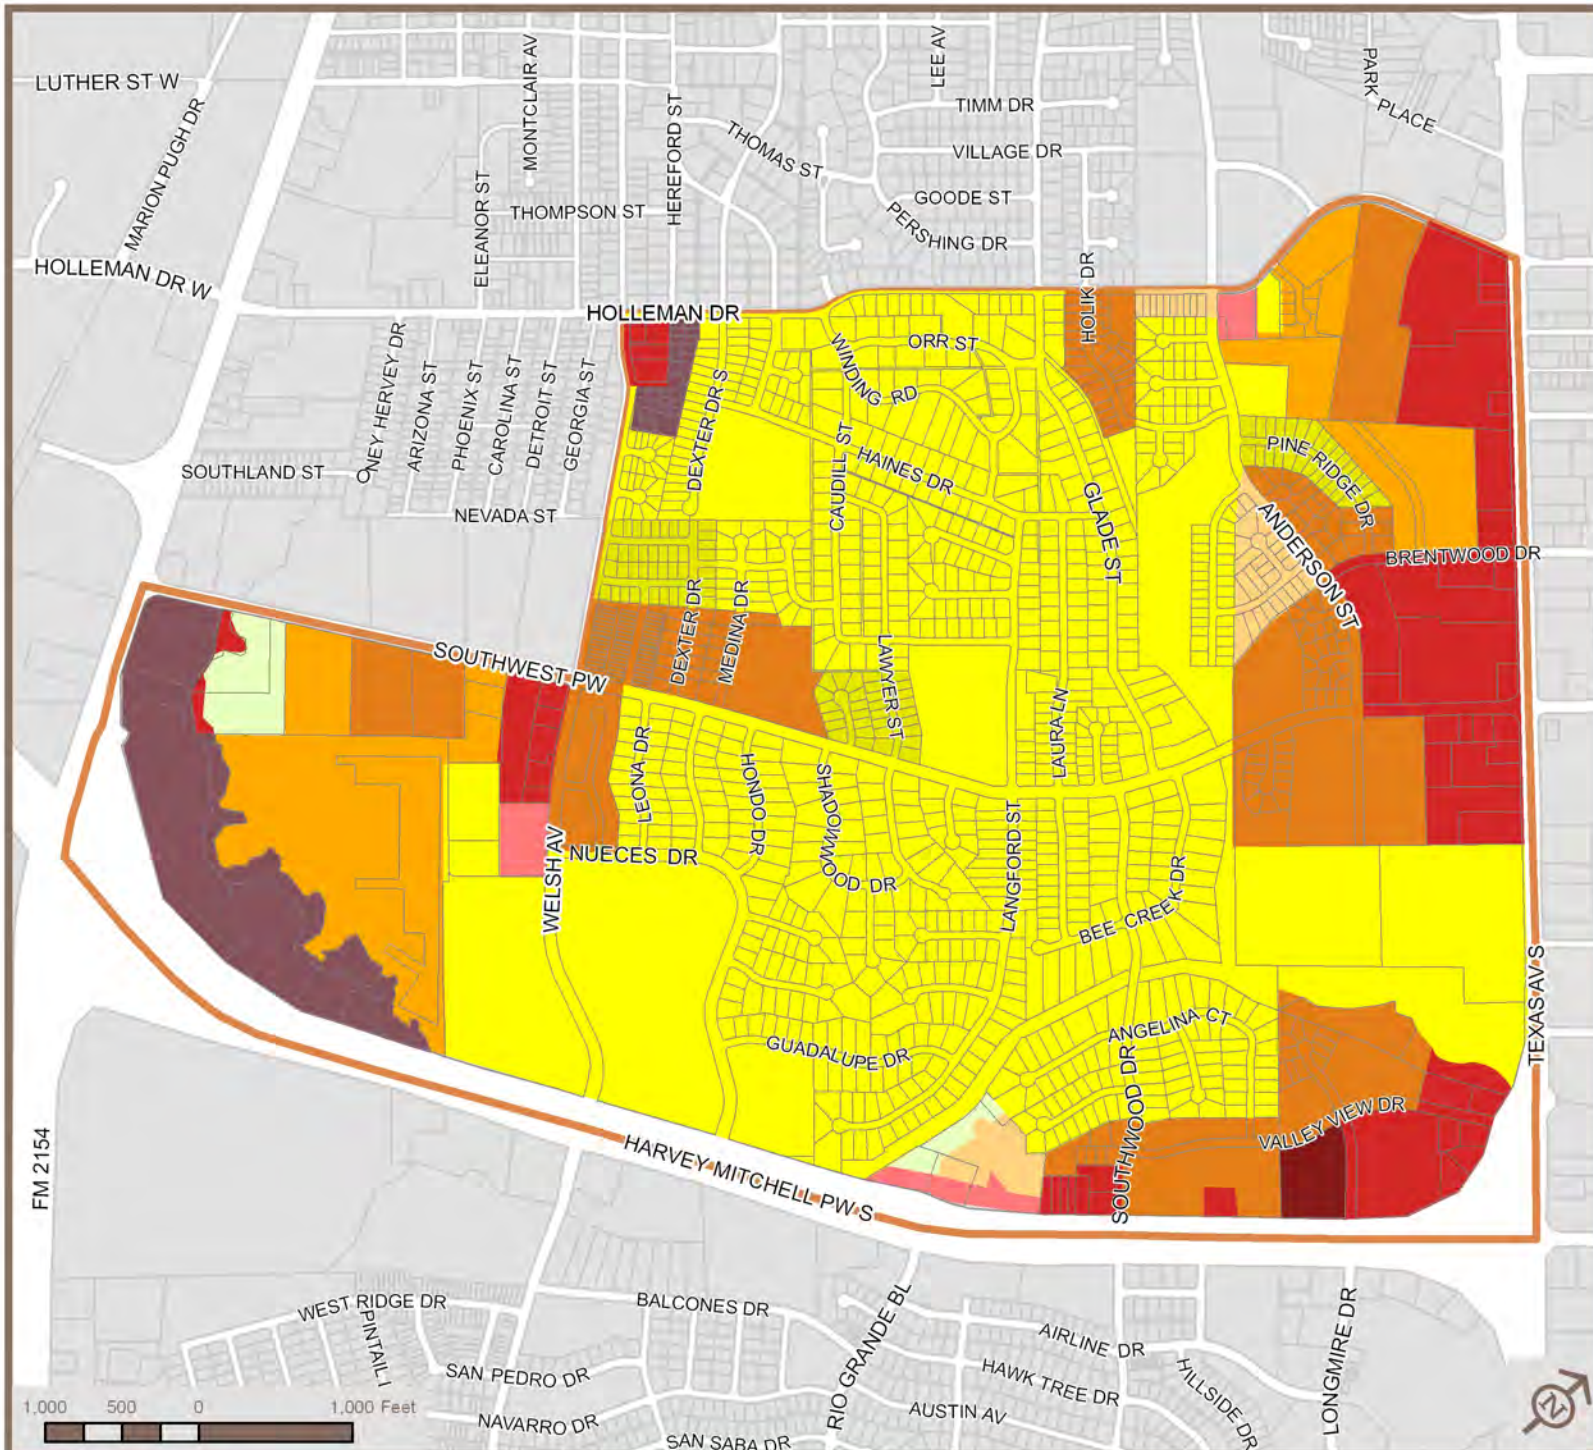 LUTHER ST W
MARION PUGH DR
MONTCLAIR AV
HEREFORD ST
LEE AV
TIMM DR
PARK PLACE
THOMAS ST
VILLAGE DR
ELEANOR ST
THOMPSON ST
GOODE ST
PERSHING DR
HOLLEMAN DR W
HOLLEMAN DR
HOLIK DR
ORR ST
WINDING RD
ONEY HERVEY DR
ARIZONA ST
PHOENIX ST
CAROLINA ST
DETROIT ST
GEORGIA ST
DEXTER DR S
CAUDILL ST
HAINES DR
PINE RIDGE DR
SOUTHLAND ST
NEVADA ST
GLADE ST
ANDERSON ST
BRENTWOOD DR
SOUTHWEST PW
DEXTER DR
MEDINA DR
LAWYER ST
LAURA LN
LEONA DR
HONDO DR
SHADOWWOOD DR
LANGFORD ST
NUECES DR
WELSH AV
BEE CREEK DR
TEXAS AV S
GUADALUPE DR
ANGELINA CT
SOUTHWOOD DR
VALLEY VIEW DR
FM 2154
HARVEY MITCHELL PW S
WEST RIDGE DR
PINTAIL
BALCONES DR
RIO GRANDE BL
AIRLINE DR
LONGMIRE DR
SAN PEDRO DR
HAWK TREE DR
HILLSIDE DR
NAVARRO DR
AUSTIN AV
SAN SABA DR
1,000 500 0 1,000 Feet
N